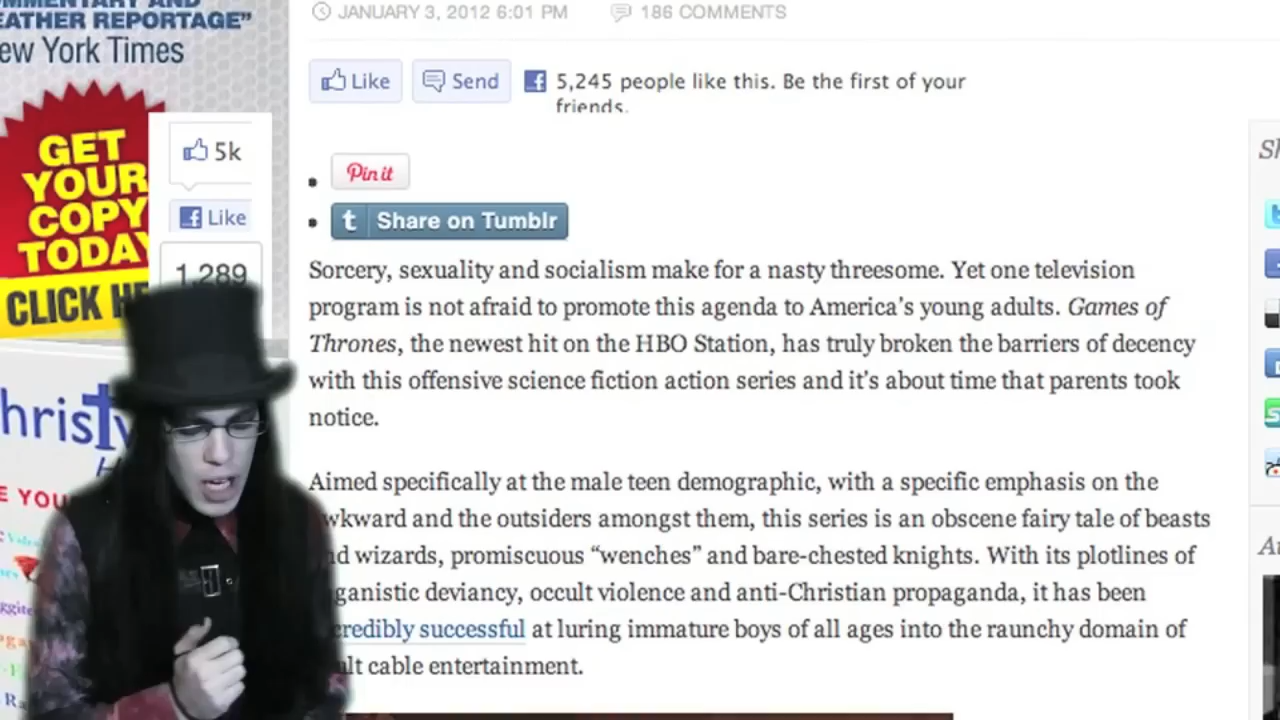 JANUARY 3, 2012 6:01 PM 186 COMMENTS
New York Times
Like Send 5,245 people like this. Be the first of your
friends.
GET
YOUR
COPY
TODAY
CLICK
5k
Like
1,289
Pin it
t Share on Tumblr
Sorcery, sexuality and socialism make for a nasty threesome. Yet one television
program is not afraid to promote this agenda to America’s young adults. Games of
Thrones, the newest hit on the HBO Station, has truly broken the barriers of decency
with this offensive science fiction action series and it’s about time that parents took
notice.
Aimed specifically at the male teen demographic, with a specific emphasis on the
wkward and the outsiders amongst them, this series is an obscene fairy tale of beasts
nd wizards, promiscuous “wenches” and bare-chested knights. With its plotlines of
ganistic deviancy, occult violence and anti-Christian propaganda, it has been
credibly successful at luring immature boys of all ages into the raunchy domain of
ult cable entertainment.